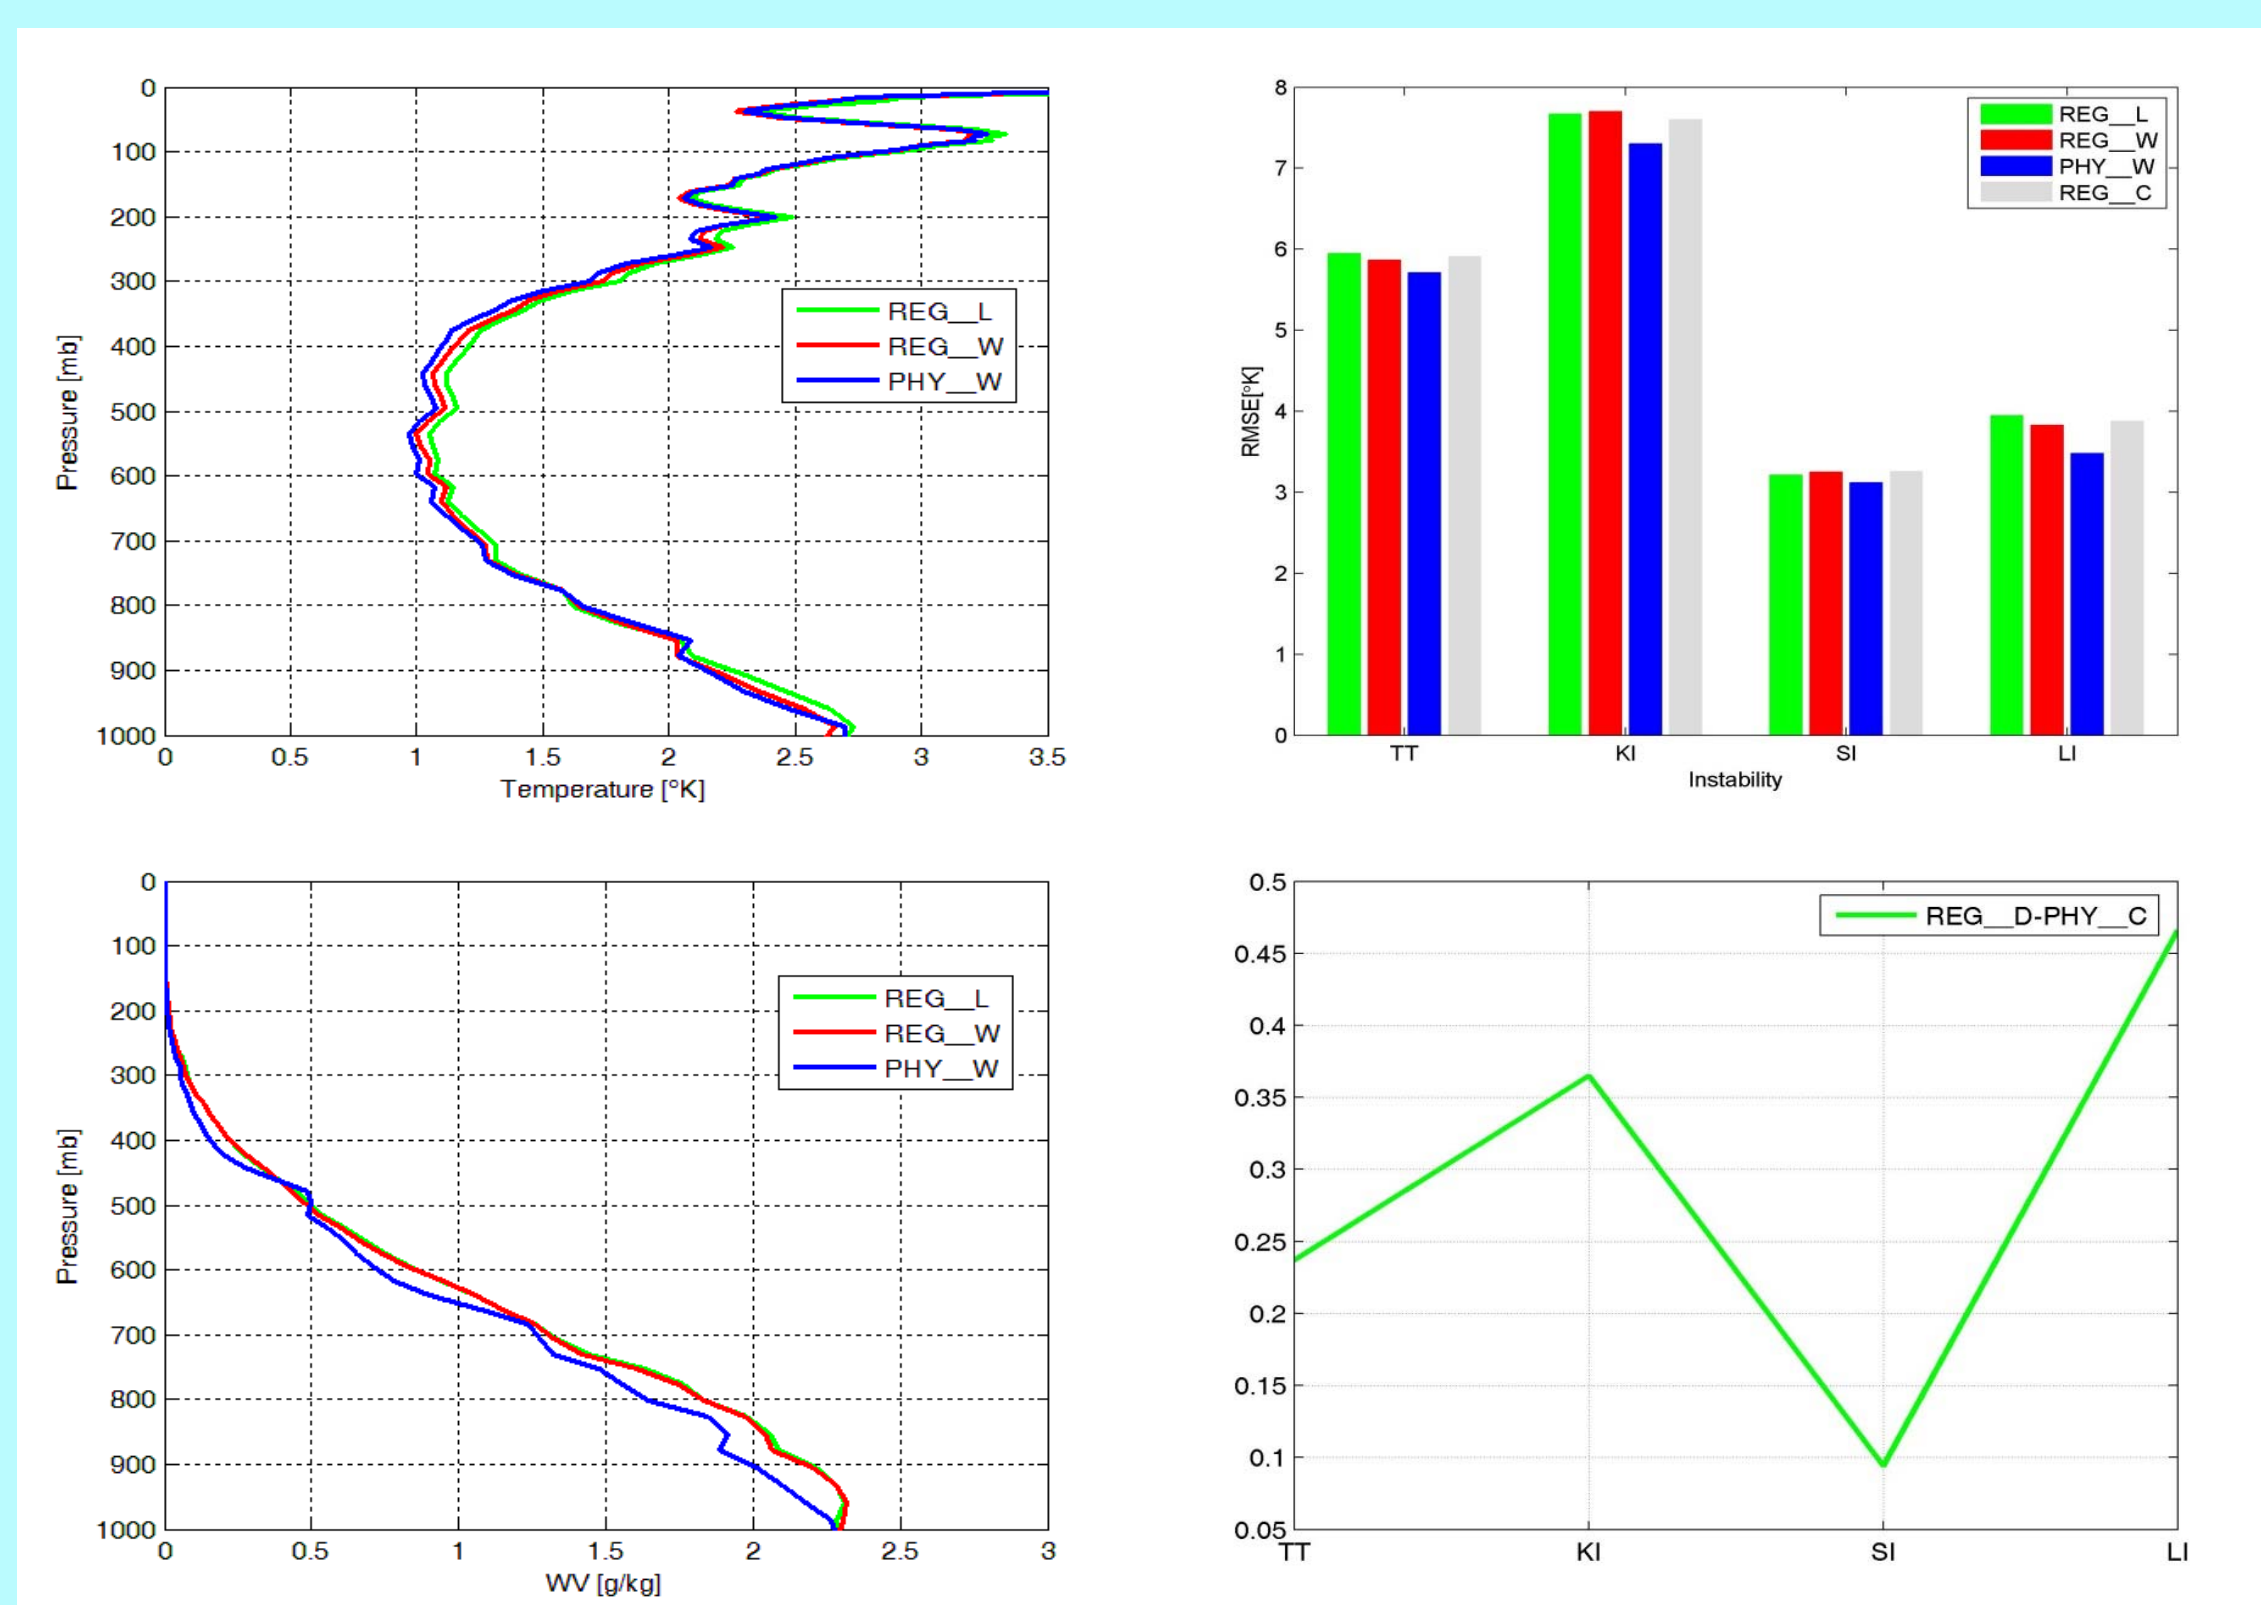 0
100
200
300
400
500
600
700
800
900
1000
Pressure [mb]
0 0.5 1 1.5 2 2.5 3 3.5
Temperature [°K]
REG__L
REG__W
PHY__W
8
7
6
5
4
3
2
1
0
RMSE[°K]
TT KI SI LI
Instability
REG__L
REG__W
PHY__W
REG__C
0
100
200
300
400
500
600
700
800
900
1000
Pressure [mb]
0 0.5 1 1.5 2 2.5 3
WV [g/kg]
REG__L
REG__W
PHY__W
0.5
0.45
0.4
0.35
0.3
0.25
0.2
0.15
0.1
0.05
TT KI SI LI
REG__D-PHY__C